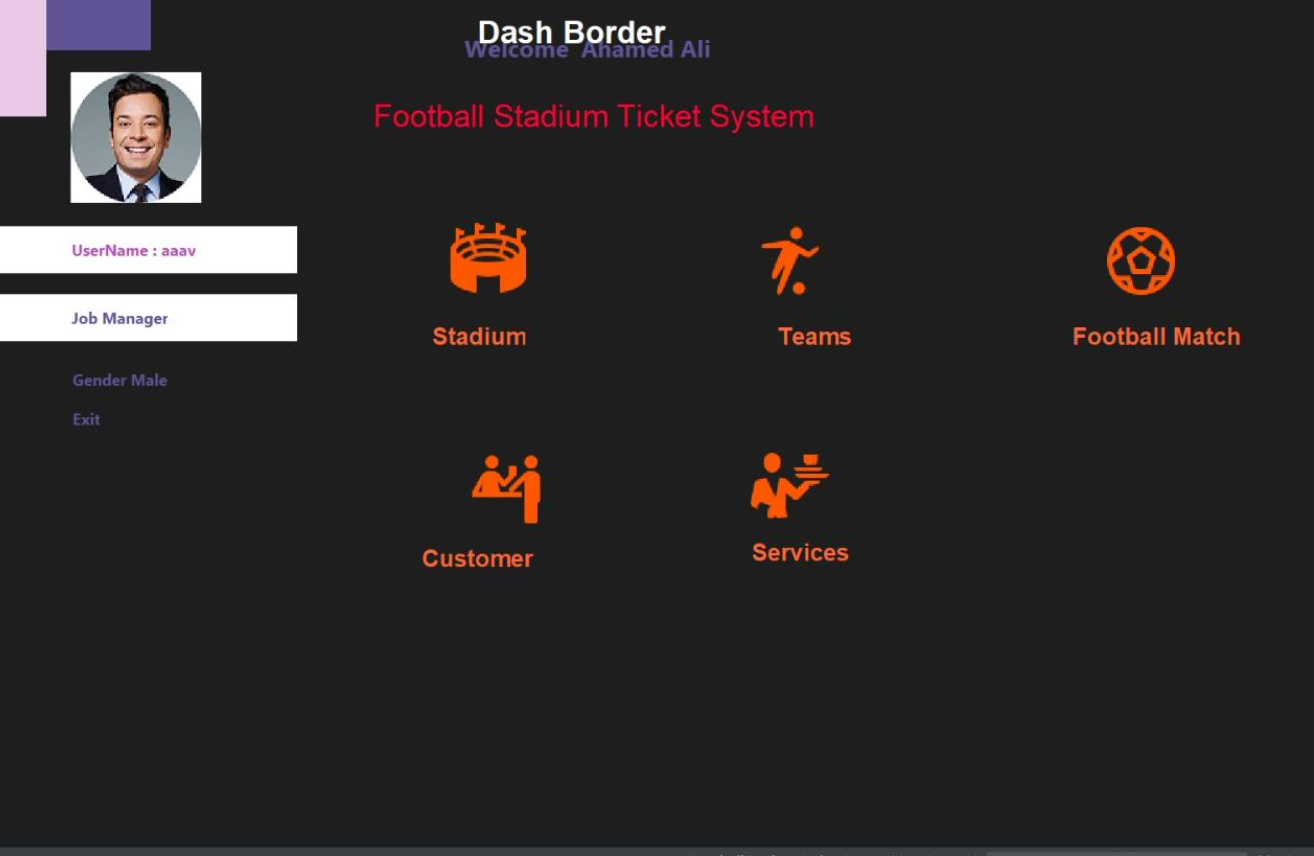 Dash Border
Welcome Ahamed Ali
Football Stadium Ticket System
UserName : aaav
Job Manager
Gender Male
Exit
Stadium
Teams
Football Match
Customer
Services